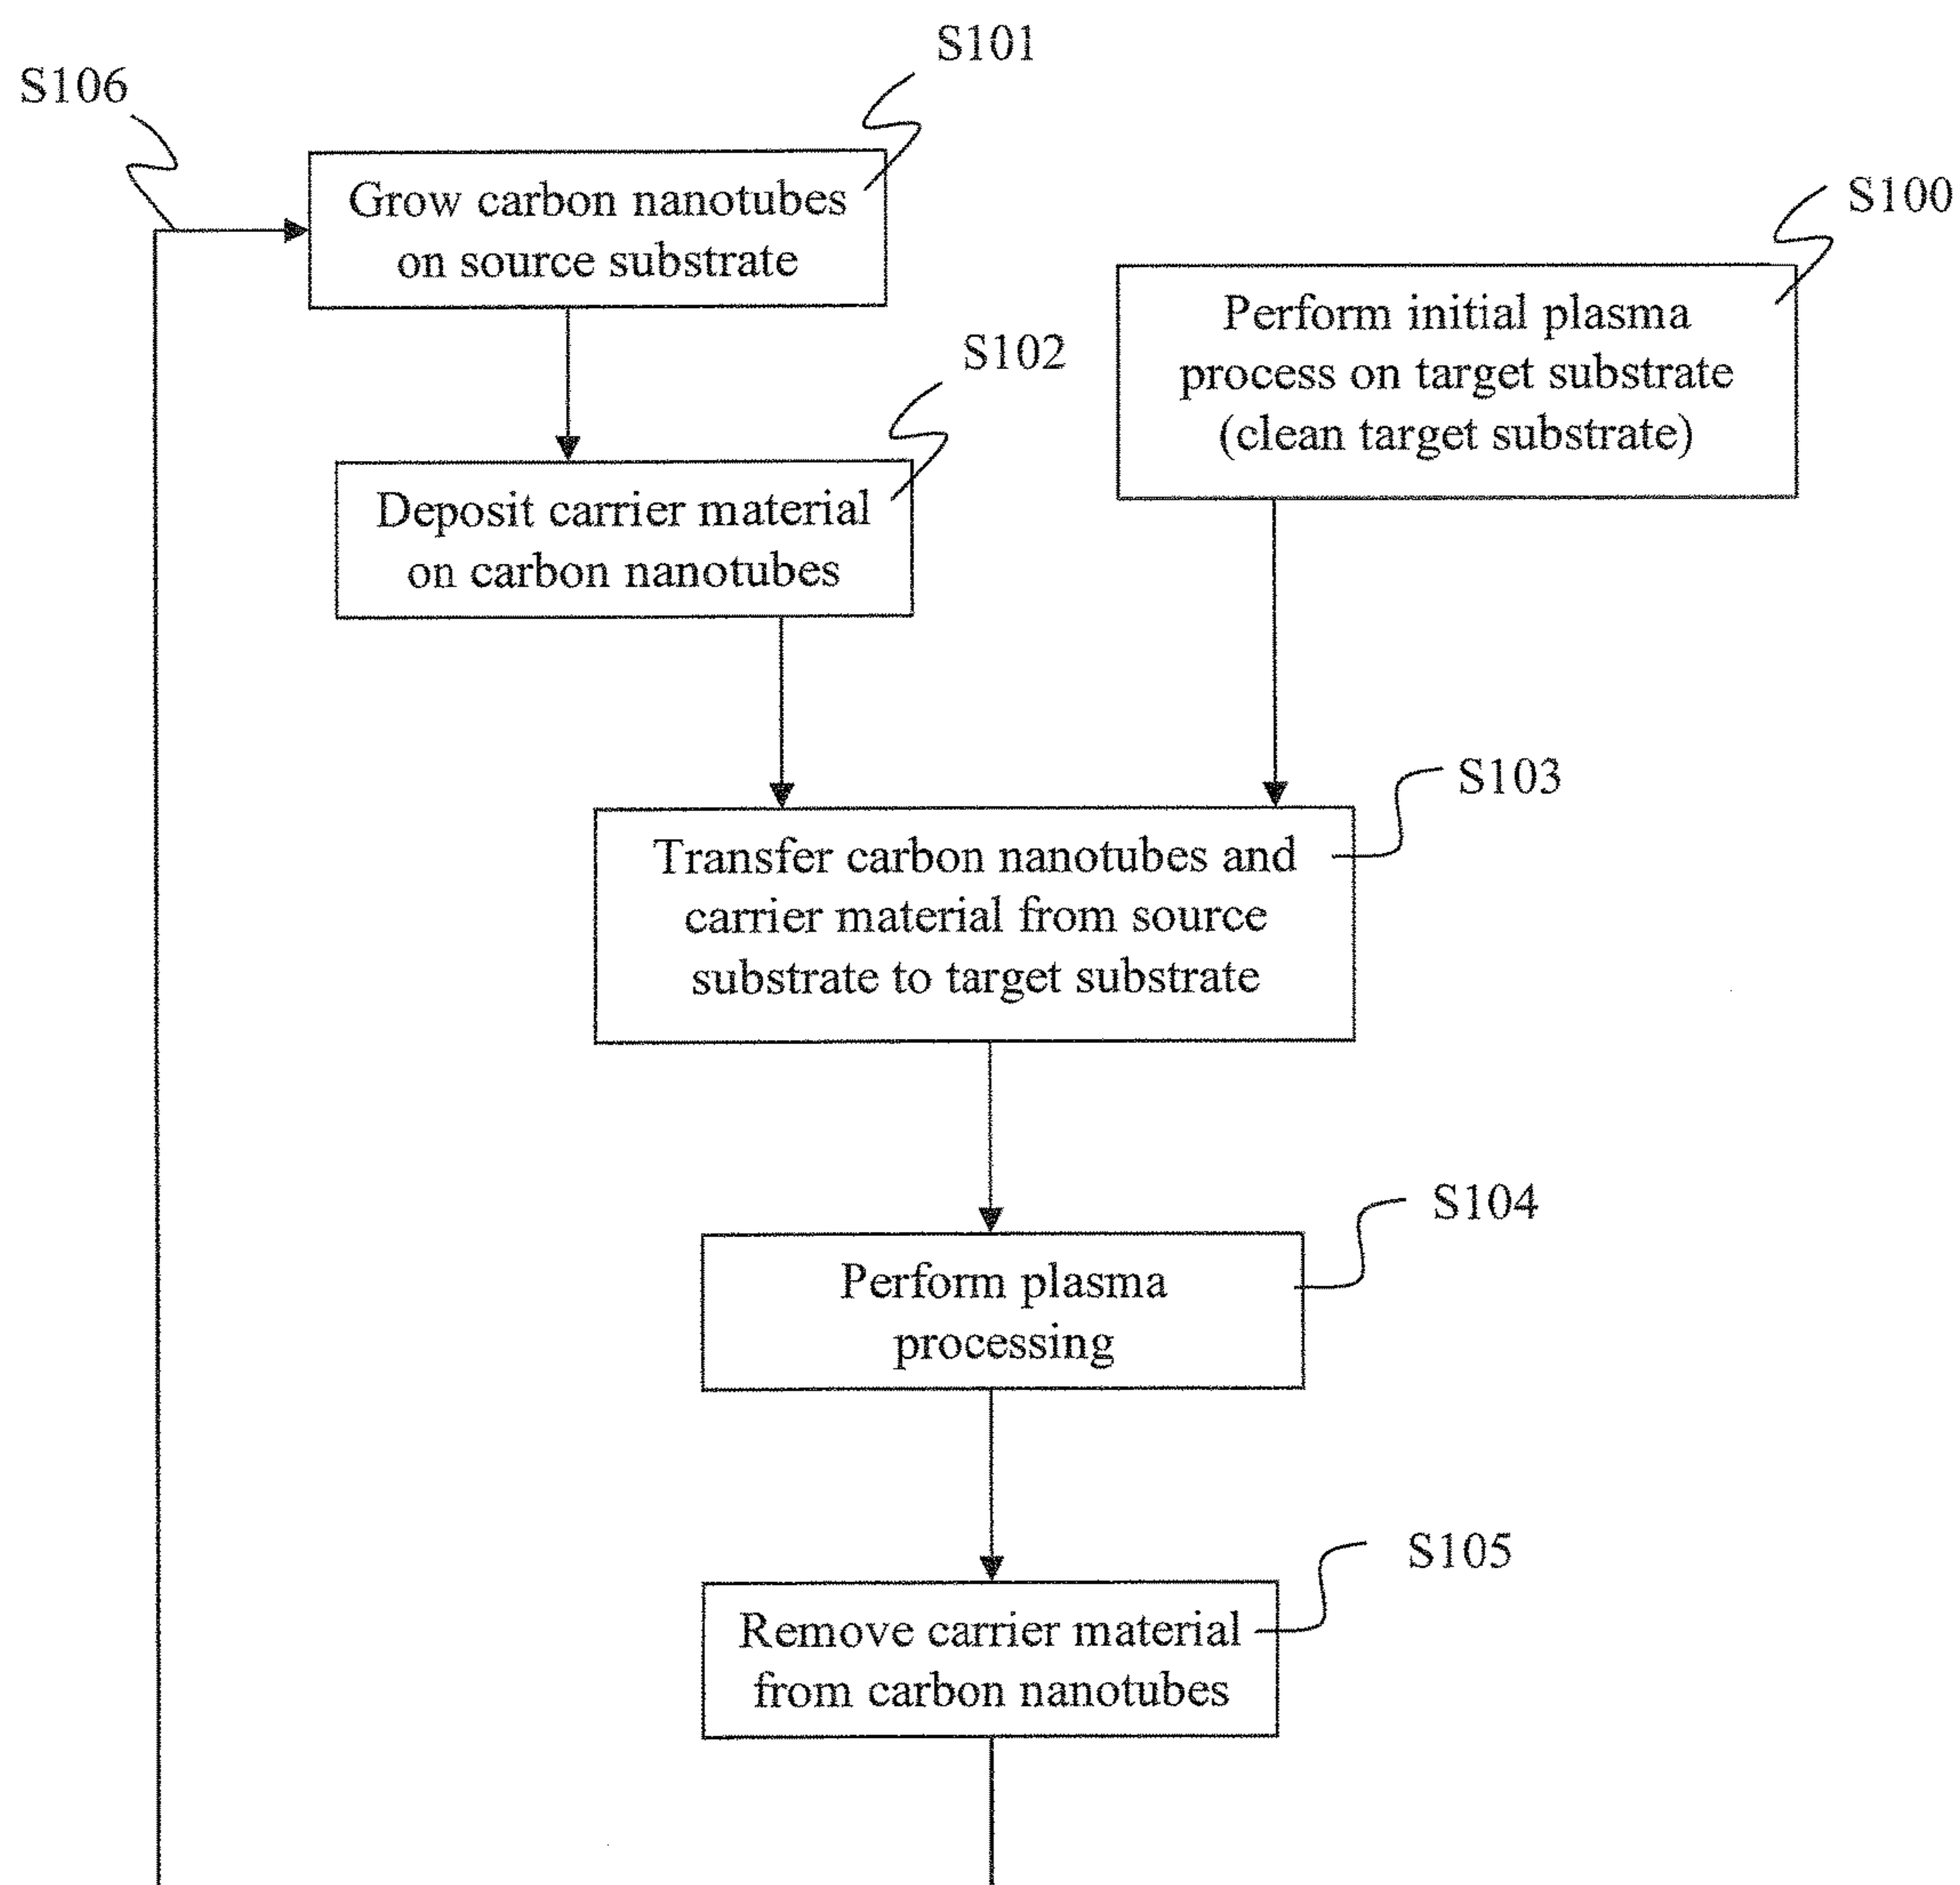 S101
S106
Grow carbon nanotubes
on source substrate
S100
Perform initial plasma
process on target substrate
(clean target substrate)
S102
Deposit carrier material
on carbon nanotubes
S103
Transfer carbon nanotubes and
carrier material from source
substrate to target substrate
S104
Perform plasma
processing
S105
Remove carrier material
from carbon nanotubes